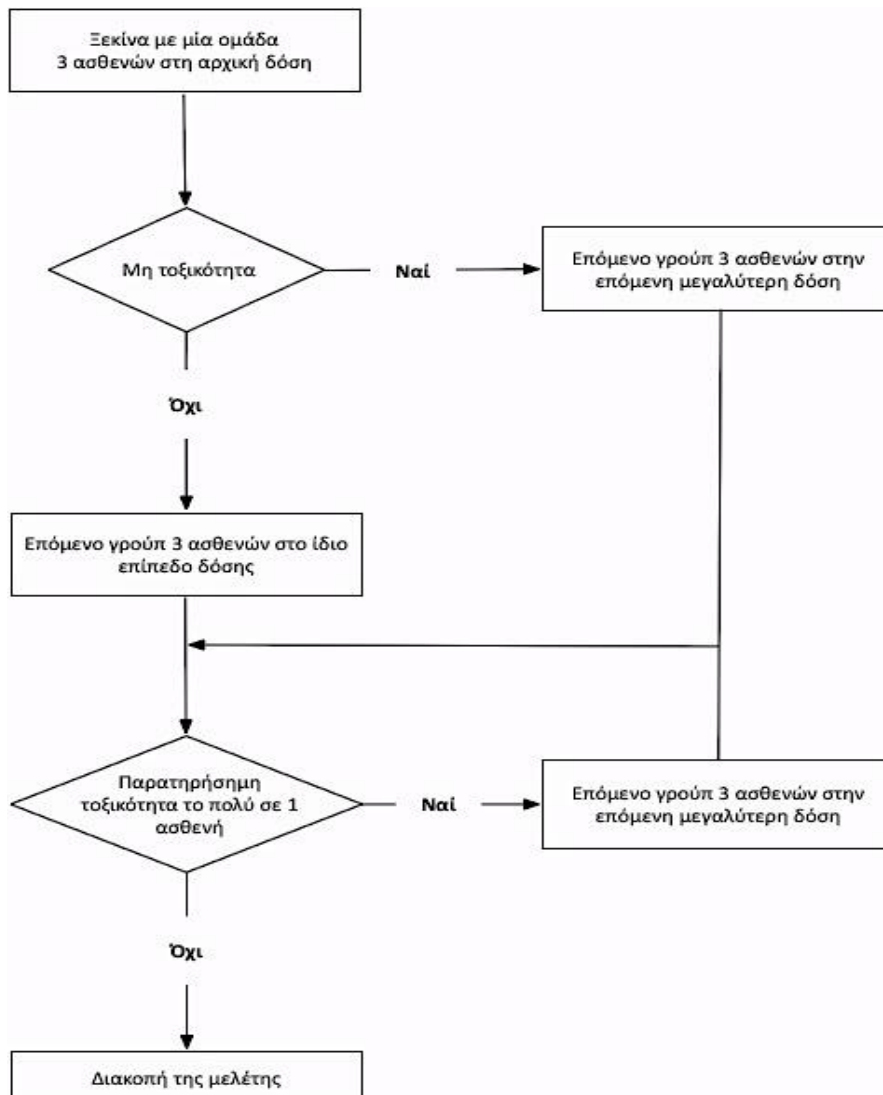 Ξεκίνα με μία ομάδα
3 ασθενών στη αρχική δόση
Μη τοξικότητα
Ναί
Επόμενο γρούπ 3 ασθενών στην
επόμενη μεγαλύτερη δόση
Όχι
Επόμενο γρούπ 3 ασθενών στο ίδιο
επίπεδο δόσης
Παρατηρήσημη
τοξικότητα το πολύ σε 1
ασθενή
Ναί
Επόμενο γρούπ 3 ασθενών στην
επόμενη μεγαλύτερη δόση
Όχι
Διακοπή της μελέτης